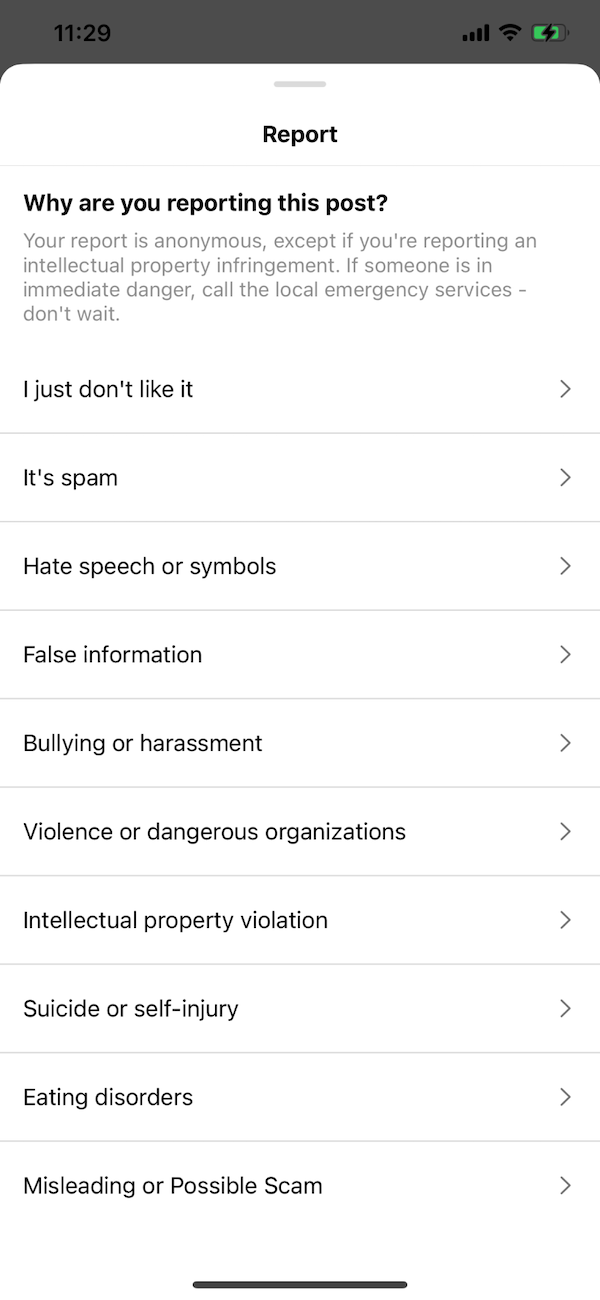 11:29
Report
Why are you reporting this post?
Your report is anonymous, except if you're reporting an
intellectual property infringement. If someone is in
immediate danger, call the local emergency services -
don't wait.
I just don't like it
It's spam
Hate speech or symbols
False information
Bullying or harassment
Violence or dangerous organizations
Intellectual property violation
Suicide or self-injury
Eating disorders
Misleading or Possible Scam